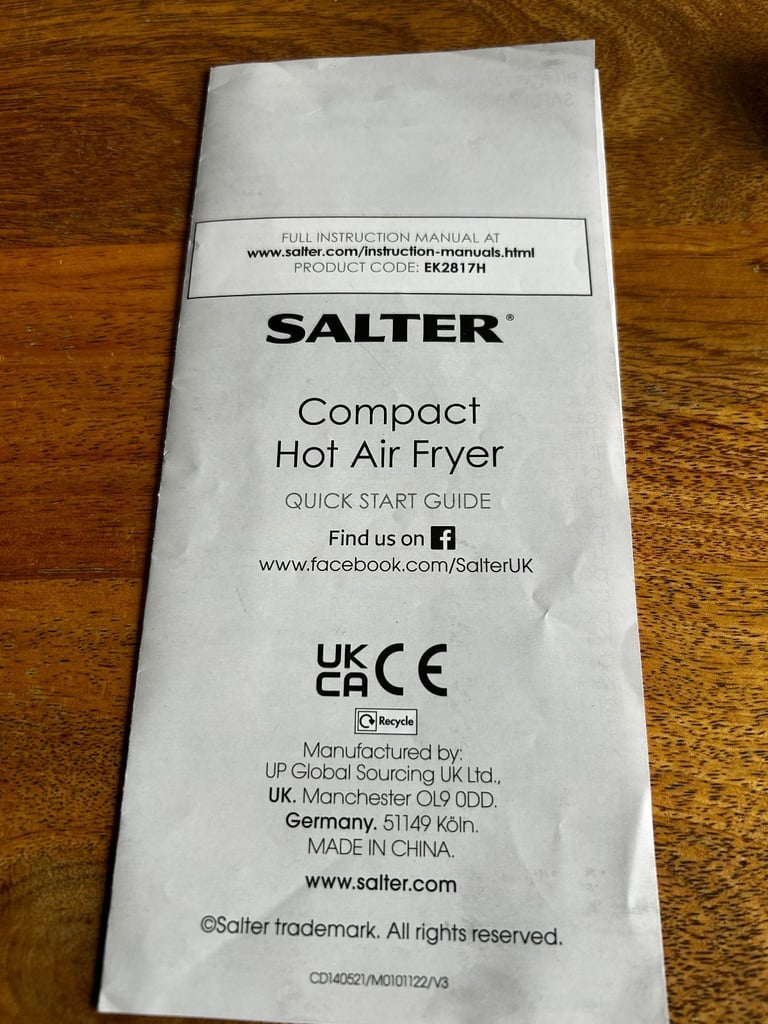 FULL INSTRUCTION MANUAL AT
www.salter.com/instruction-manuals.html
PRODUCT CODE: EK2817H
SALTER®
Compact
Hot Air Fryer
QUICK START GUIDE
Find us on f
www.facebook.com/SalterUK
UK
CA CE
Recycle
Manufactured by:
UP Global Sourcing UK Ltd.,
UK. Manchester OL9 0DD.
Germany. 51149 Köln.
MADE IN CHINA.
www.salter.com
©Salter trademark. All rights reserved.
CD140521/M0101122/V3